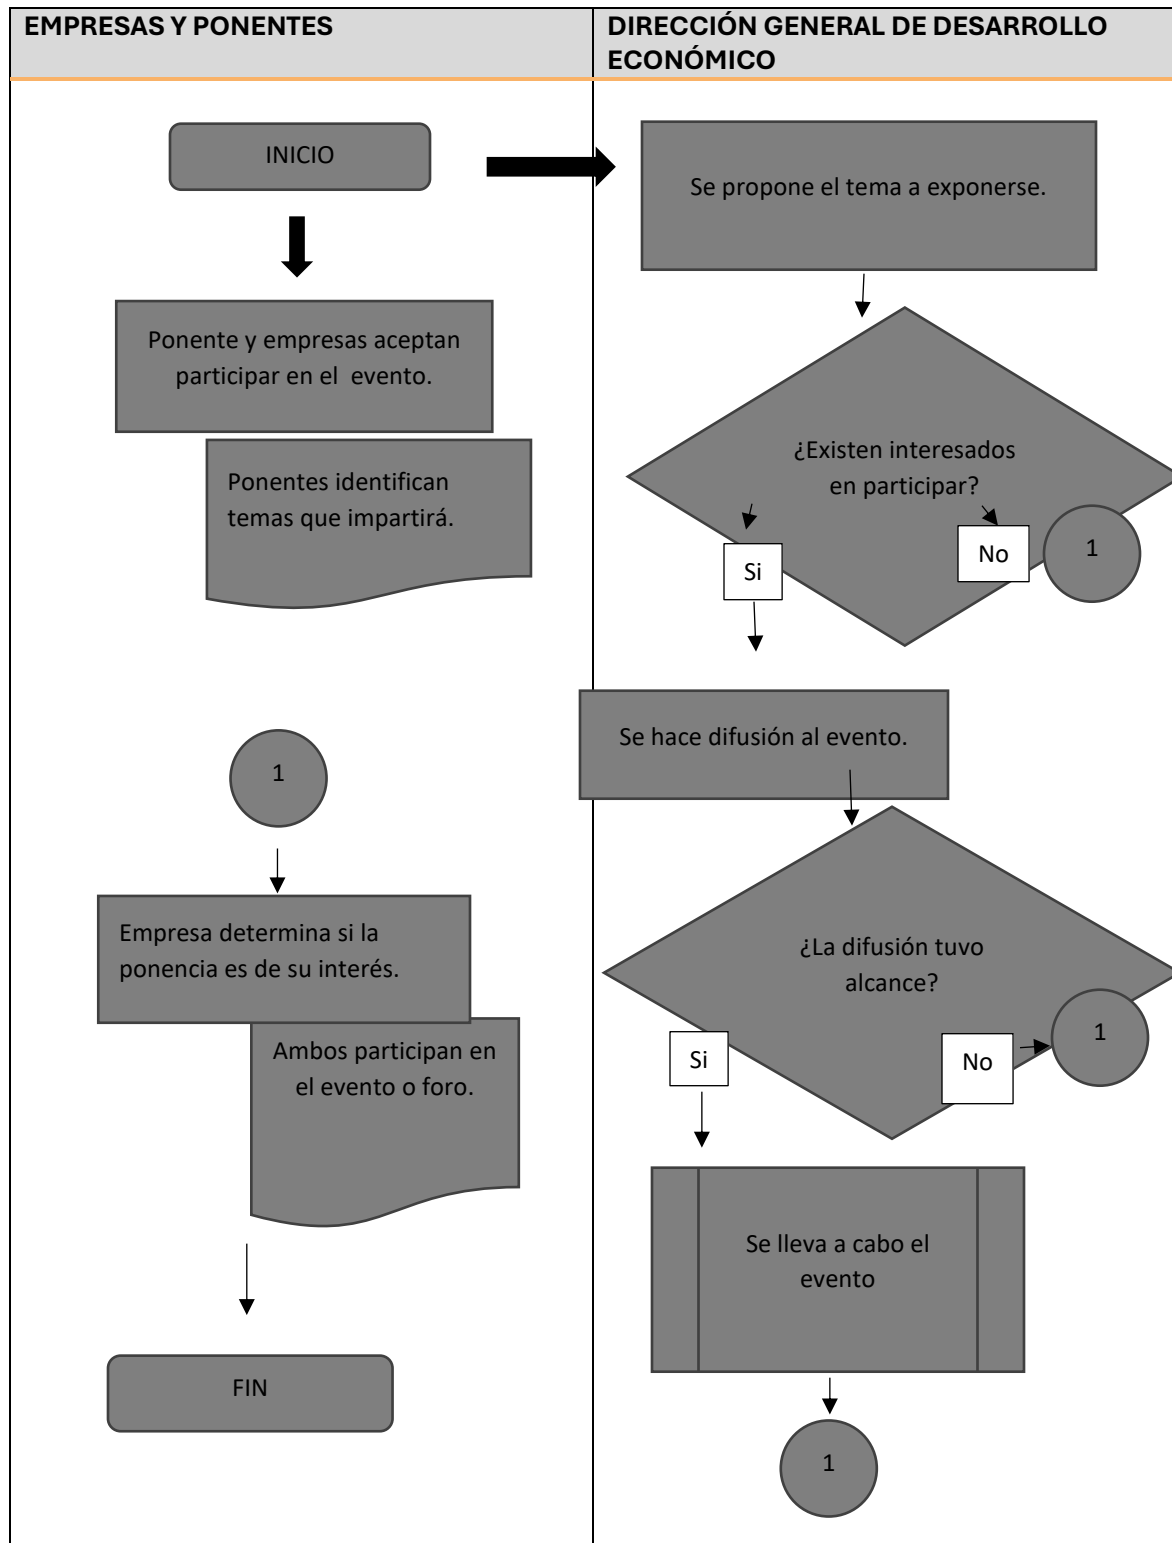 EMPRESAS Y PONENTES
DIRECCIÓN GENERAL DE DESARROLLO
ECONÓMICO
INICIO
Ponente y empresas aceptan
participar en el evento.
Ponentes identifican
temas que impartirá.
1
Empresa determina si la
ponencia es de su interés.
Ambos participan en
el evento o foro.
FIN
Se propone el tema a exponerse.
¿Existen interesados
en participar?
Si
No
1
Se hace difusión al evento.
¿La difusión tuvo
alcance?
Si
No
1
Se lleva a cabo el
evento
1